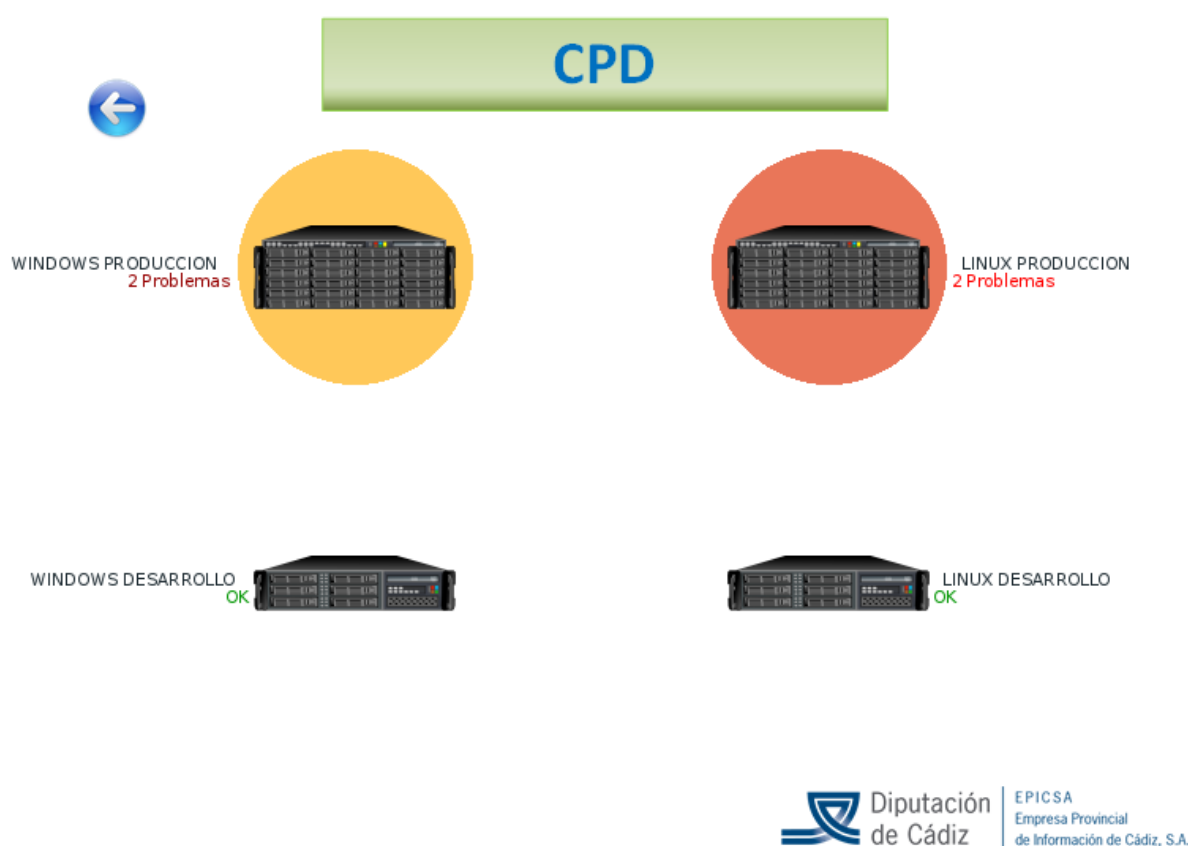 CPD
WINDOWS PRODUCCION
2 Problemas
LINUX PRODUCCION
2 Problemas
WINDOWS DESARROLLO
OK
LINUX DESARROLLO
OK
Diputación
de Cádiz
EPICSA
Empresa Provincial
de Información de Cádiz, S.A.